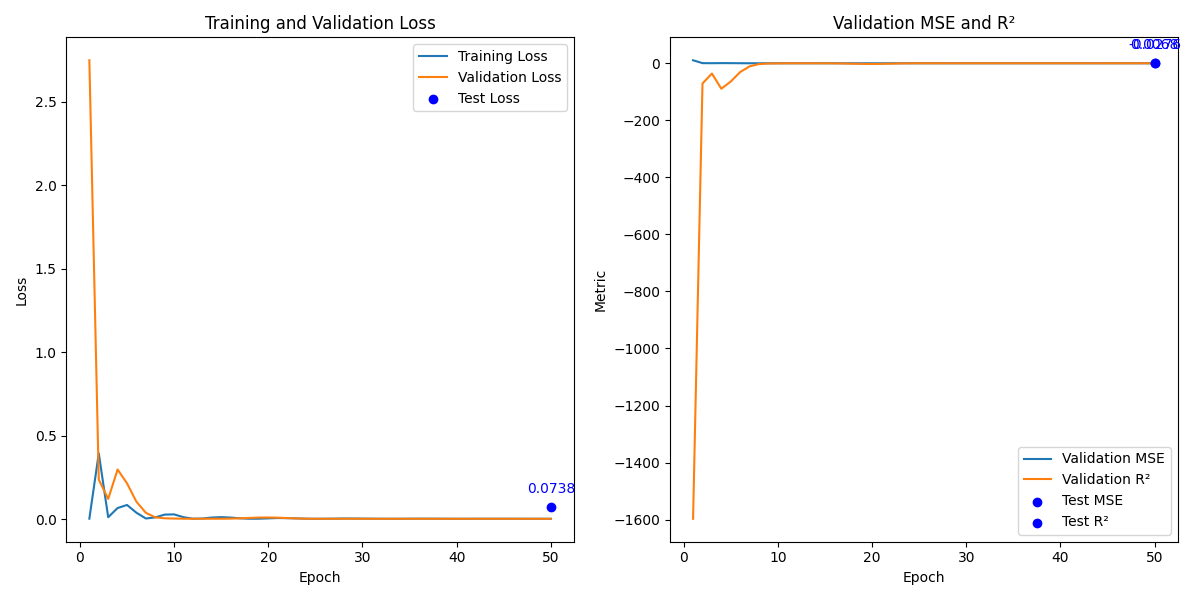 Training and Validation Loss
Training Loss
Validation Loss
Test Loss
Loss
2.5
2.0
1.5
1.0
0.5
0.0
0.0738
0 10 20 30 40 50
Epoch
Validation MSE and R²
Metric
0
−200
−400
−600
−800
−1000
−1200
−1400
−1600
Validation MSE
Validation R²
Test MSE
Test R²
0 10 20 30 40 50
Epoch